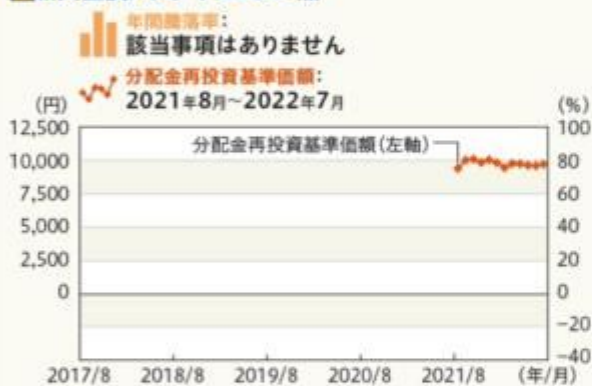 年間騰落率:
該当事項はありません
分配金再投資基準価額:
2021年8月～2022年7月
(円)
(%)
12,500
100
分配金再投資基準価額(左軸)
10,000
80
7,500
60
5,000
40
2,500
20
0
0
−20
−40
2017/8 2018/8 2019/8 2020/8 2021/8 (年/月)